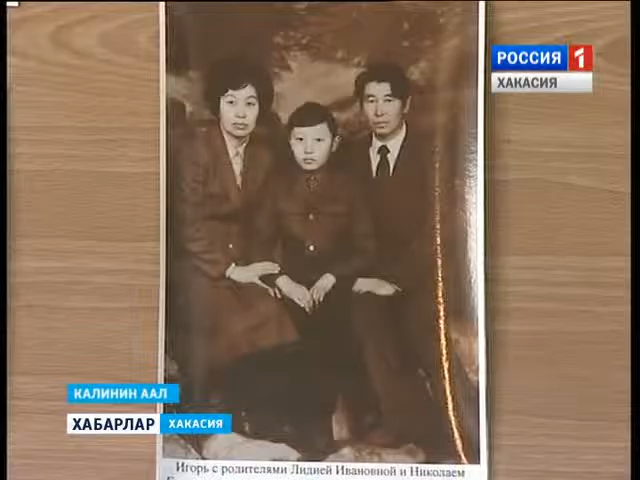 РОССИЯ 1
ХАКАСИЯ
КАЛИНИН ААЛ
ХАБАРЛАР ХАКАСИЯ
Игорь с родителями Лидией Ивановной и Николаем